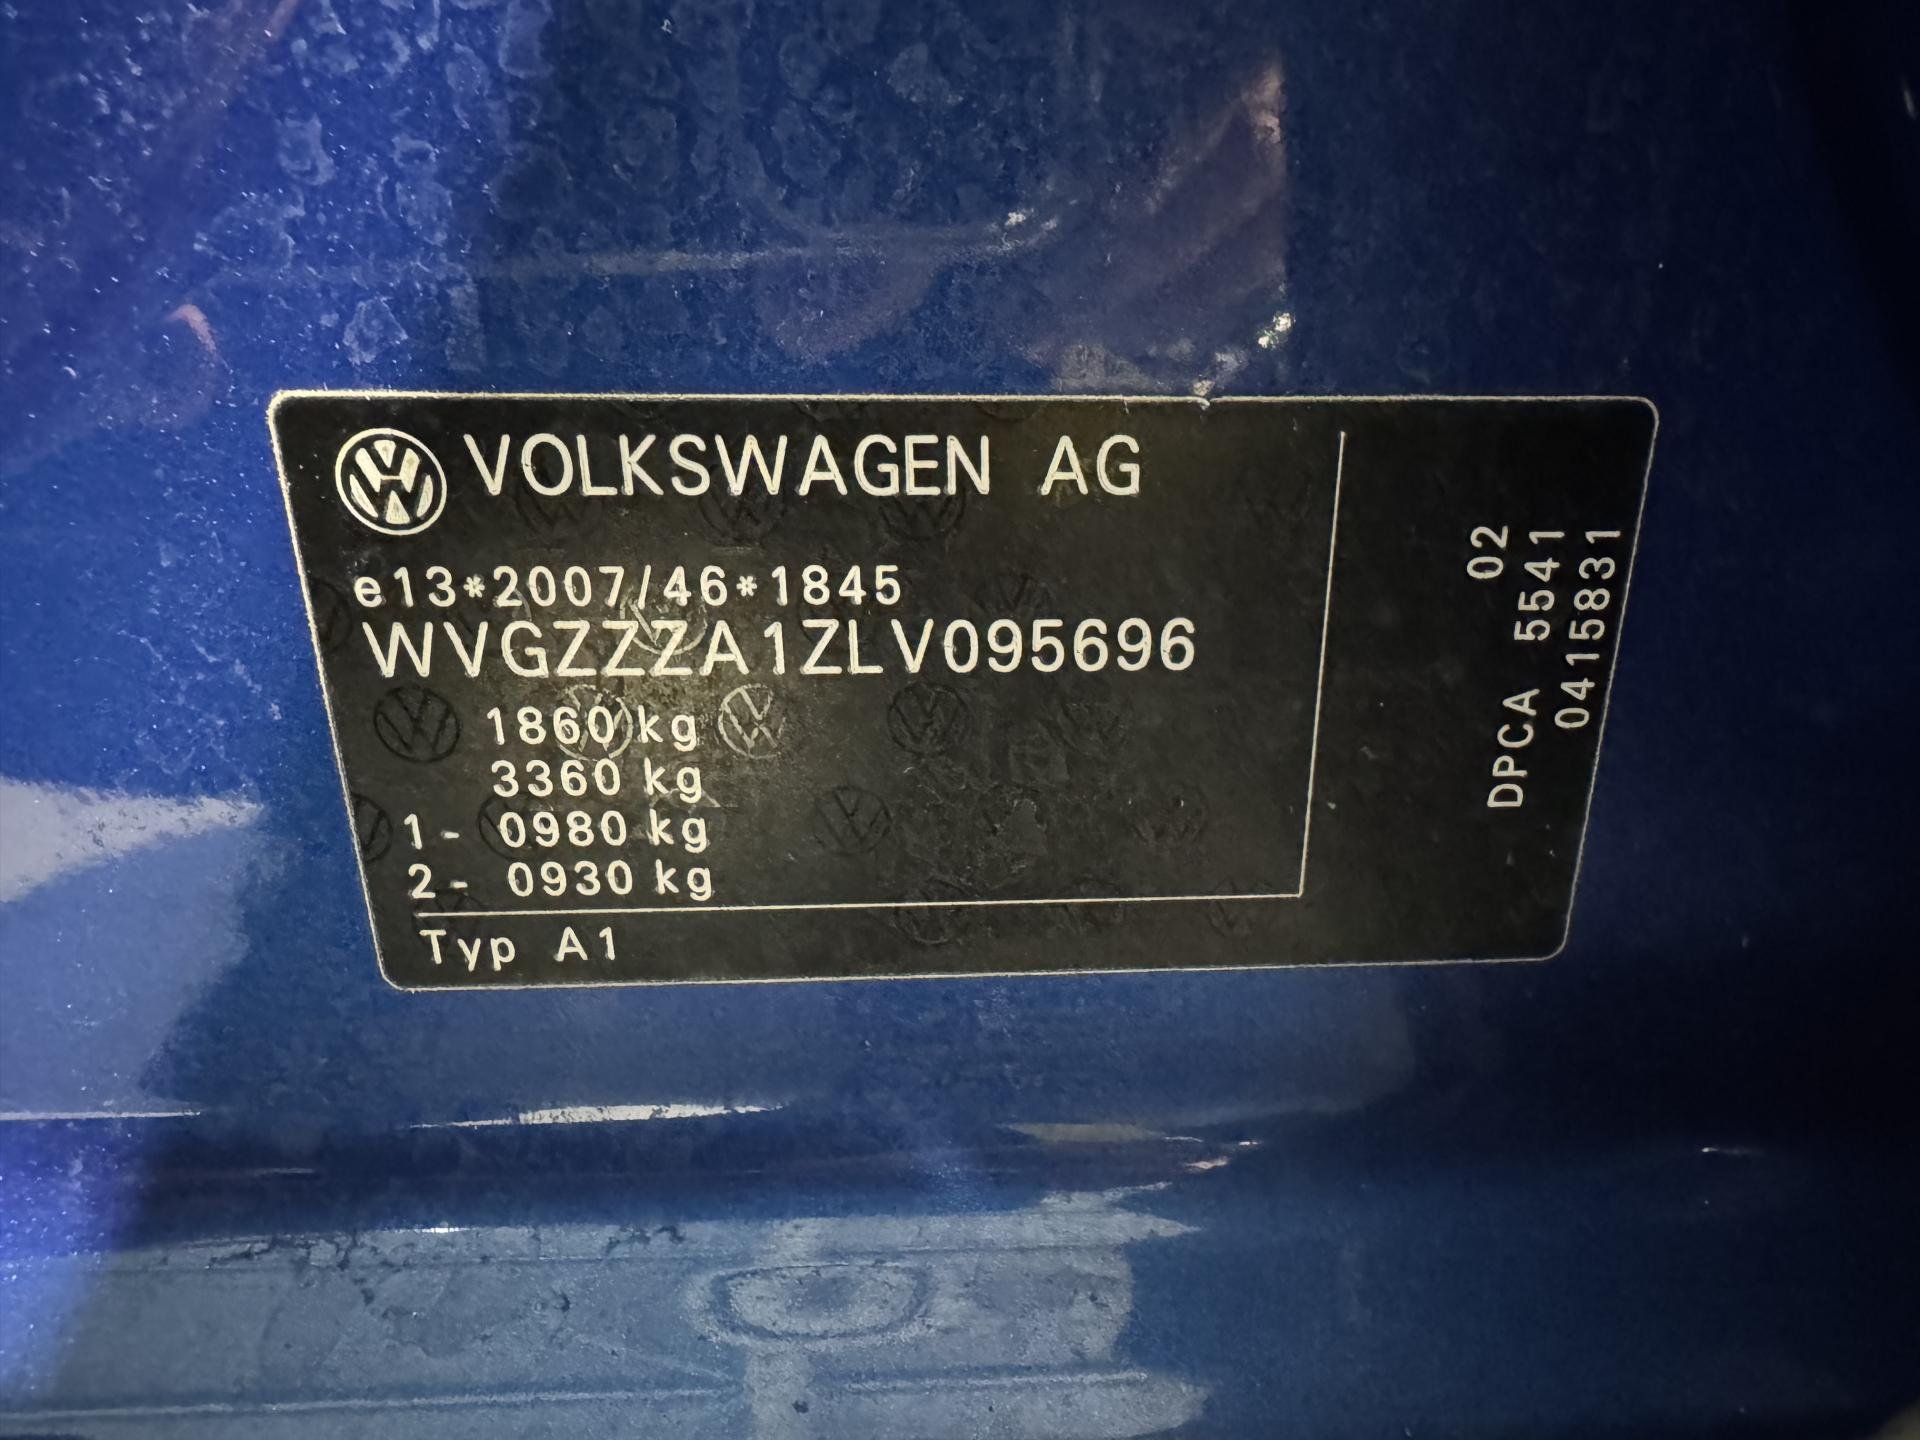 VOLKSWAGEN AG
e13*2007/46*1845
WVGZZZA1ZLV095696
1860 kg
3360 kg
1- 0980 kg
2- 0930 kg
Typ A1
02
DPCA 5541
0415831